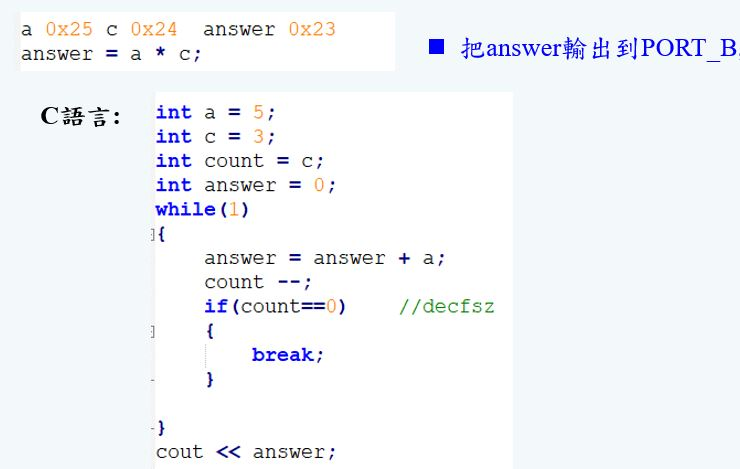 a 0x25 c 0x24  answer 0x23
answer = a * c;
■ 把answer輸出到PORT_B,
C語言:
int a = 5;
int c = 3;
int count = c;
int answer = 0;
while(1)
{
    answer = answer + a;
    count --;
    if(count==0)    //decfsz
    {
        break;
    }
}
cout << answer;